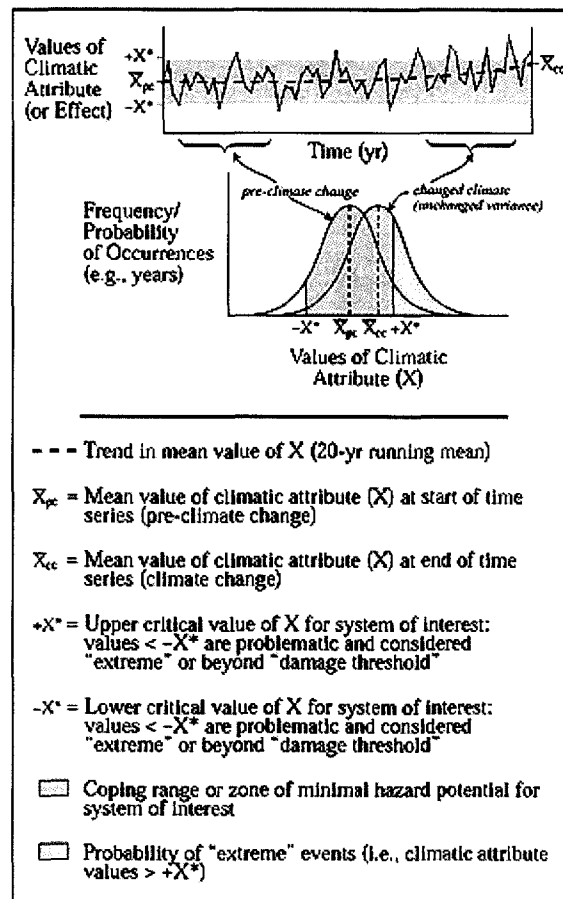 Values of
Climatic
Attribute
(or Effect)
+X*
X̄pc
−X*
X̄cc
Time (yr)
pre-climate change
changed climate
(unchanged variance)
Frequency/
Probability
of Occurrences
(e.g., years)
−X* X̄pc X̄cc +X*
Values of Climatic
Attribute (X)
--- Trend in mean value of X (20-yr running mean)
X̄pc = Mean value of climatic attribute (X) at start of time
series (pre-climate change)
X̄cc = Mean value of climatic attribute (X) at end of time
series (climate change)
+X* = Upper critical value of X for system of interest:
values < −X* are problematic and considered
"extreme" or beyond "damage threshold"
−X* = Lower critical value of X for system of interest:
values < −X* are problematic and considered
"extreme" or beyond "damage threshold"
Coping range or zone of minimal hazard potential for
system of interest
Probability of "extreme" events (i.e., climatic attribute
values > +X*)